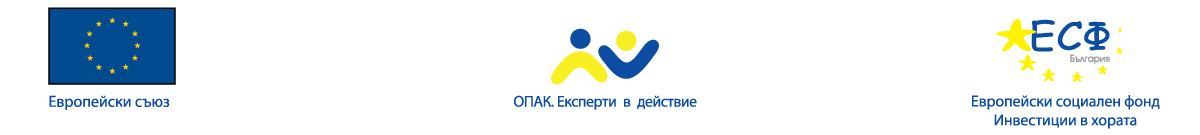 Европейски съюз
ОПАК. Експерти в действие
ЕСФ
България
Европейски социален фонд
Инвестиции в хората